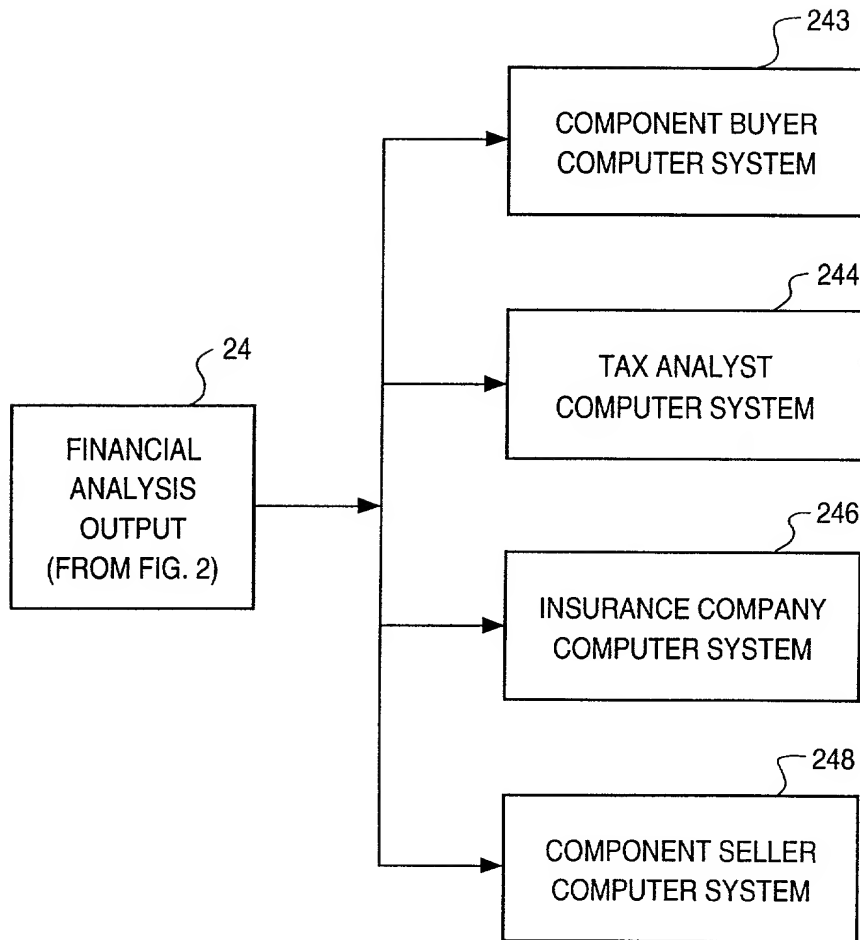 243
COMPONENT BUYER
COMPUTER SYSTEM
244
TAX ANALYST
COMPUTER SYSTEM
24
FINANCIAL
ANALYSIS
OUTPUT
(FROM FIG. 2)
246
INSURANCE COMPANY
COMPUTER SYSTEM
248
COMPONENT SELLER
COMPUTER SYSTEM